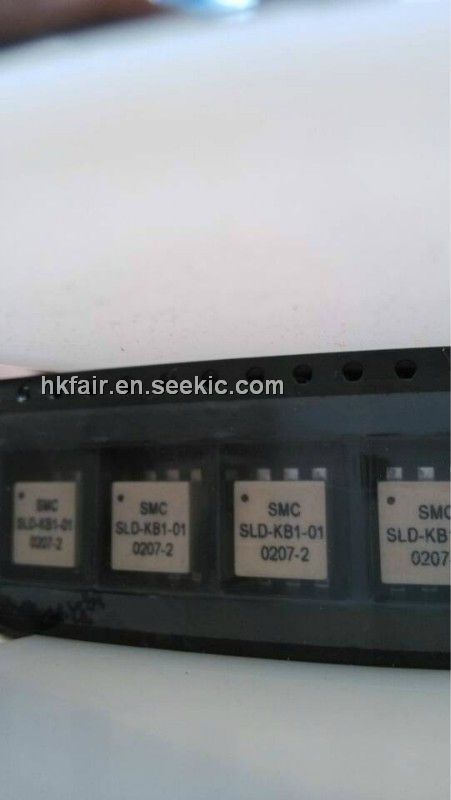 hkfair.en.seekic.com
SMC
SLD-KB1-01
0207-2
SMC
SLD-KB1-01
0207-2
SMC
SLD-KB1-01
0207-2
SMC
SLD-KB
0207